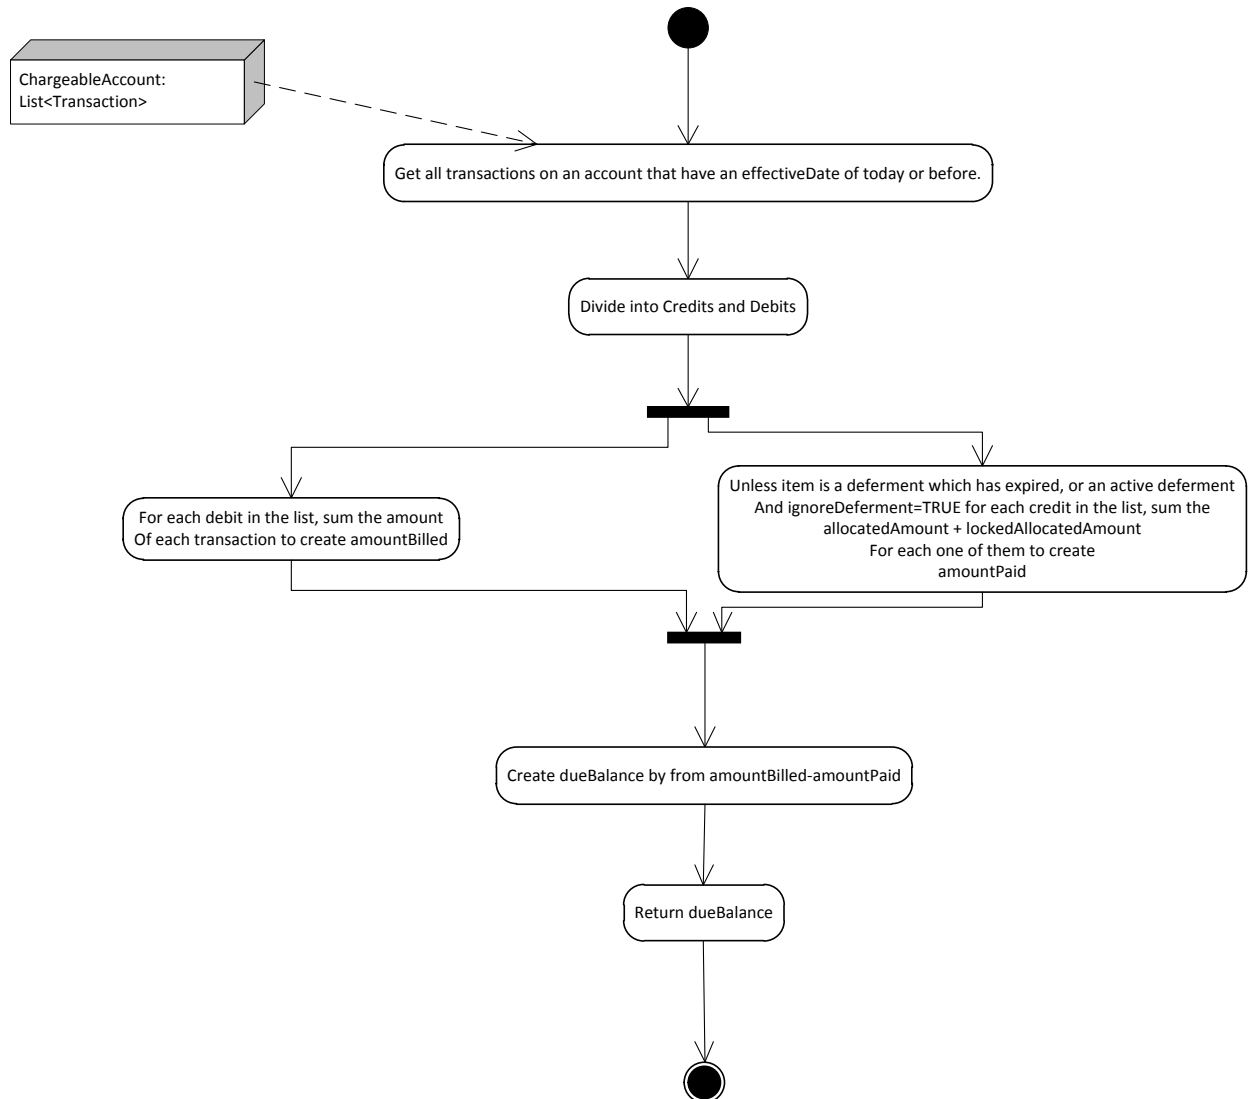 ChargeableAccount:
List<Transaction>
Get all transactions on an account that have an effectiveDate of today or before.
Divide into Credits and Debits
For each debit in the list, sum the amount
Of each transaction to create amountBilled
Unless item is a deferment which has expired, or an active deferment
And ignoreDeferment=TRUE for each credit in the list, sum the
allocatedAmount + lockedAllocatedAmount
For each one of them to create
amountPaid
Create dueBalance by from amountBilled-amountPaid
Return dueBalance